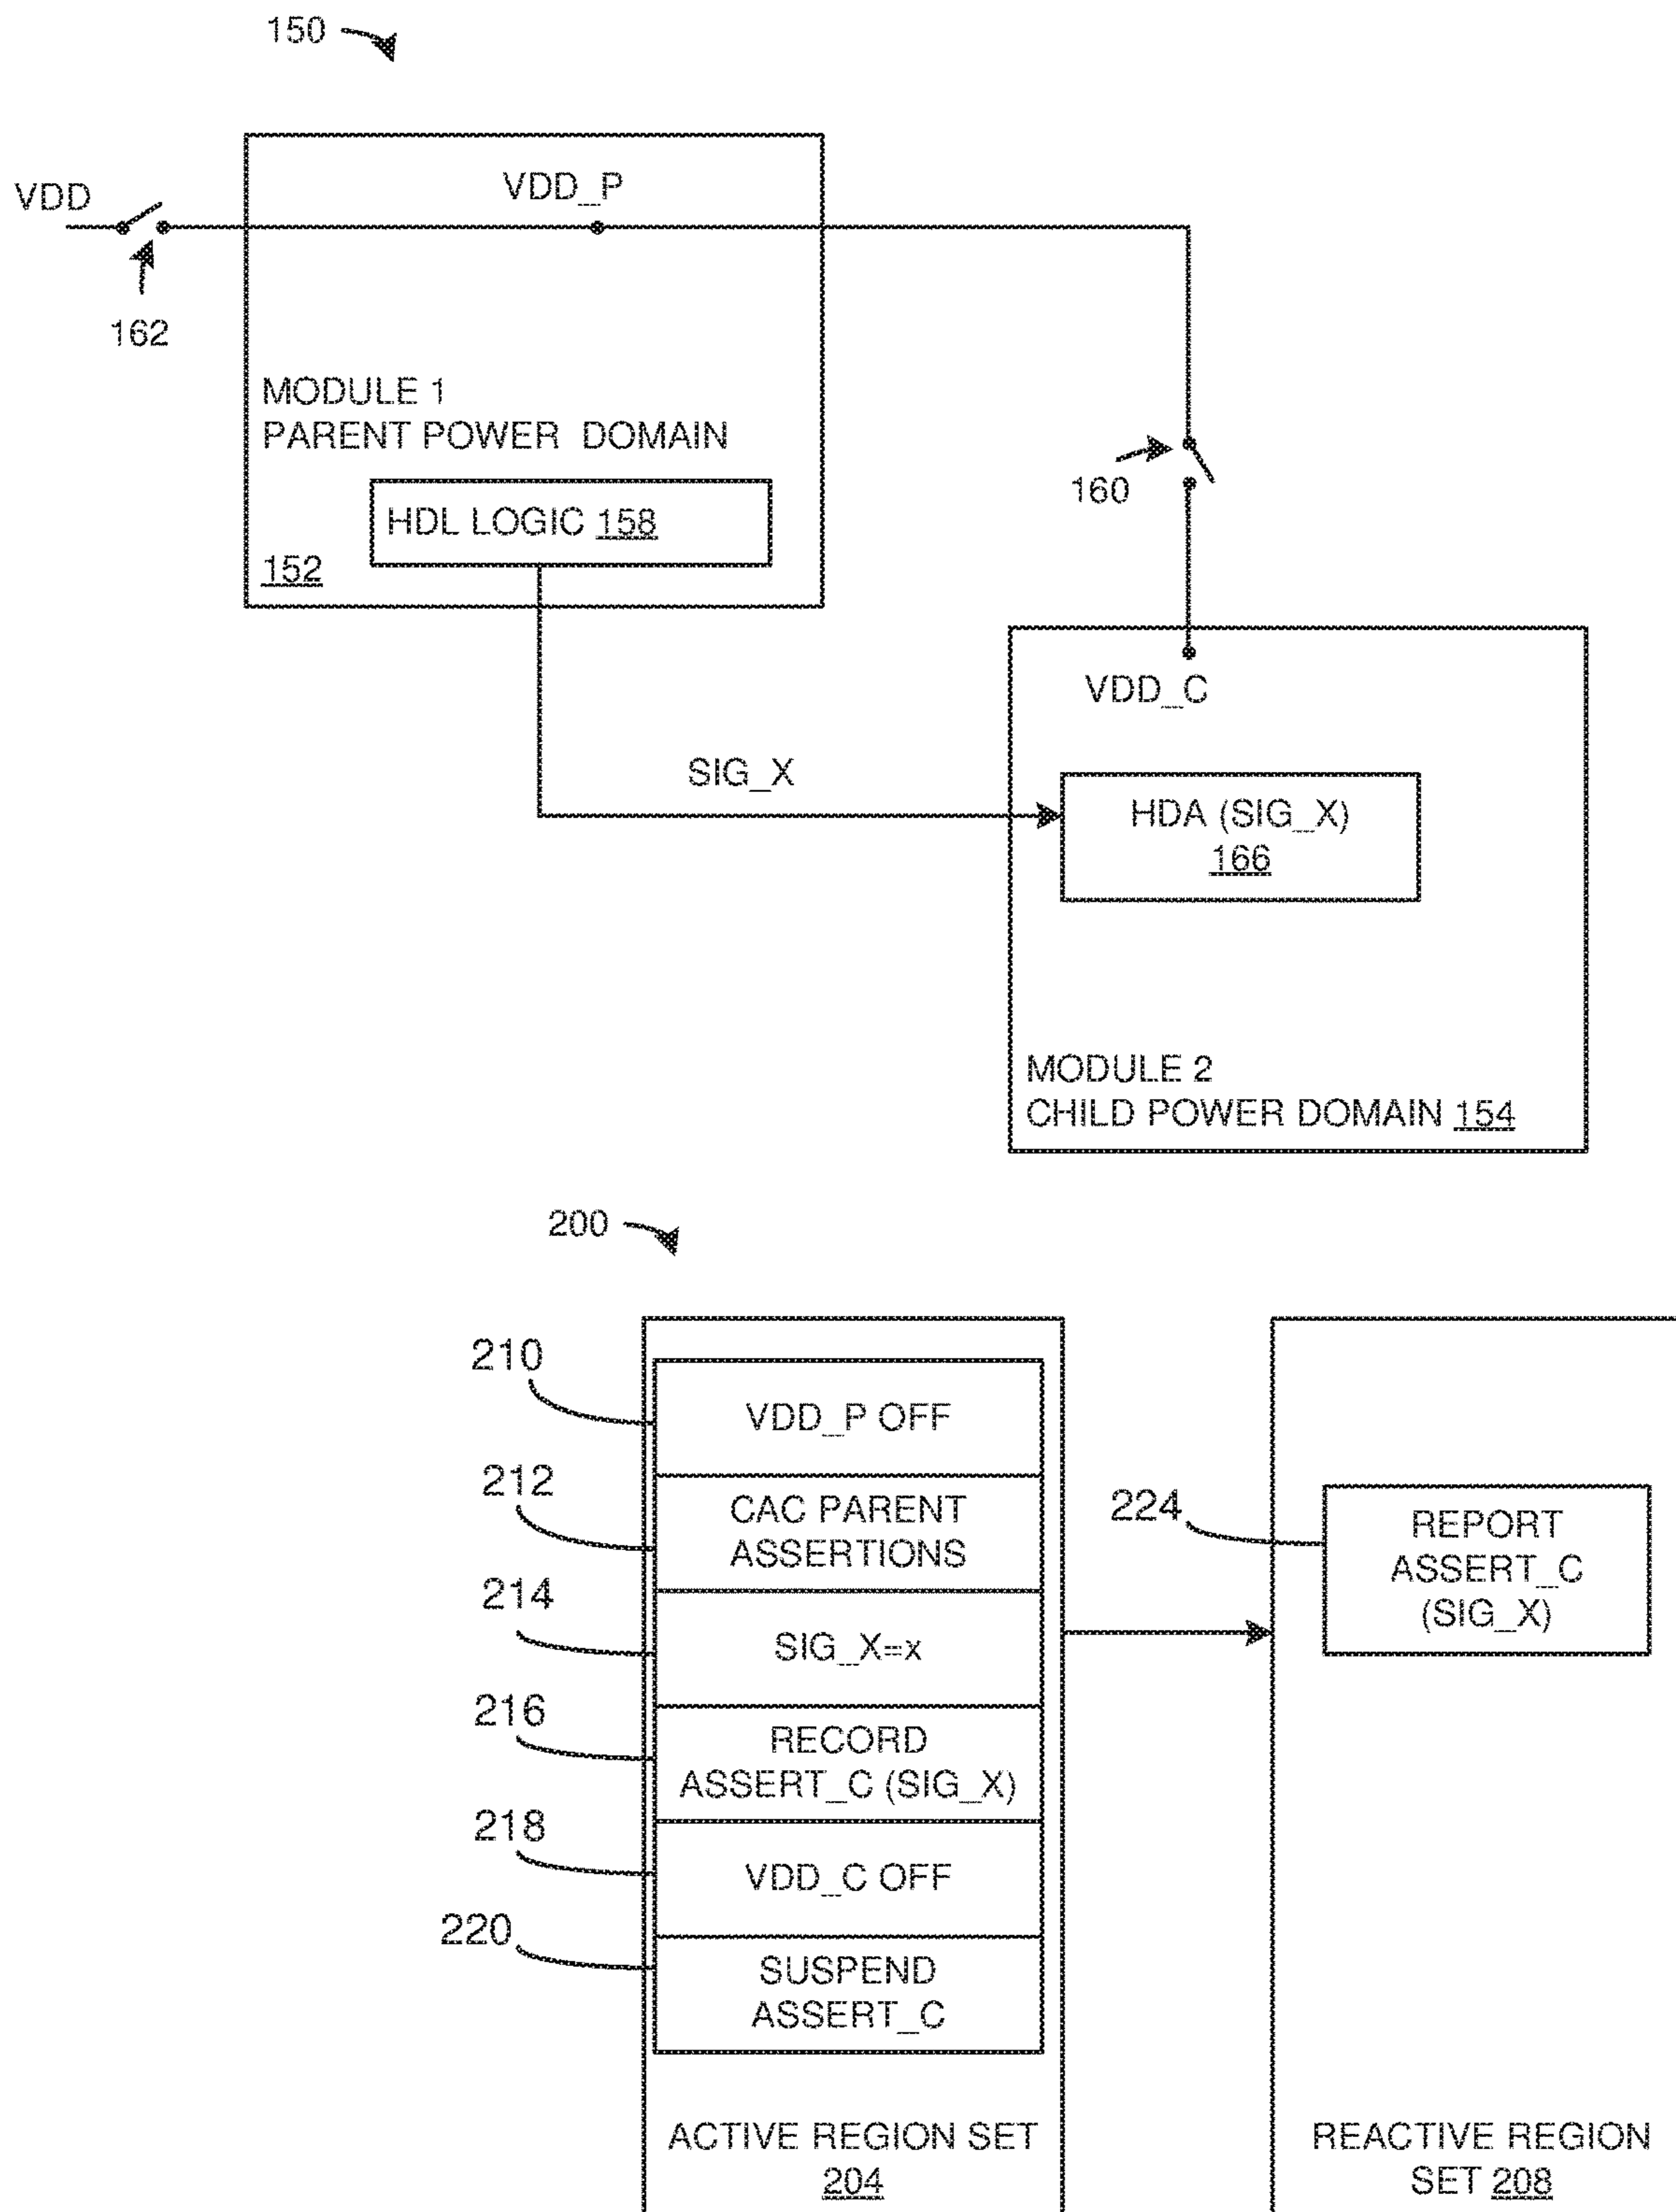 150
VDD
VDD_P
162
MODULE 1
PARENT POWER DOMAIN
HDL LOGIC 158
152
160
VDD_C
SIG_X
HDA (SIG_X)
166
MODULE 2
CHILD POWER DOMAIN 154
200
210
VDD_P OFF
212
CAC PARENT
ASSERTIONS
214
SIG_X=x
216
RECORD
ASSERT_C (SIG_X)
218
VDD_C OFF
220
SUSPEND
ASSERT_C
ACTIVE REGION SET
204
224
REPORT
ASSERT_C
(SIG_X)
REACTIVE REGION
SET 208